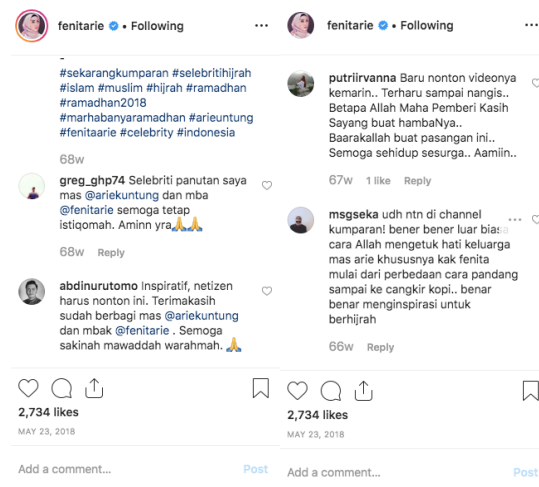 fenitarie • Following
-
#sekarangkumparan #selebritihijrah
#islam #muslim #hijrah #ramadhan
#ramadhan2018
#marhabanyaramadhan #arieuntung
#fenitaarie #celebrity #indonesia
68w
greg_ghp74 Selebriti panutan saya
mas @ariekuntung dan mba
@fenitarie semoga tetap
istiqomah. Aminn yra🙏🙏
68w Reply
abdinurutomo Inspiratif, netizen
harus nonton ini. Terimakasih
sudah berbagi mas @ariekuntung
dan mbak @fenitarie . Semoga
sakinah mawaddah warahmah. 🙏
2,734 likes
MAY 23, 2018
Add a comment... Post
fenitarie • Following
putriirvanna Baru nonton videonya
kemarin.. Terharu sampai nangis..
Betapa Allah Maha Pemberi Kasih
Sayang buat hambaNya..
Baarakallah buat pasangan ini..
Semoga sehidup sesurga.. Aamiin..
67w 1 like Reply
msgseka udh ntn di channel
kumparan! bener bener luar biasa
cara Allah mengetuk hati keluarga
mas arie khususnya kak fenita
mulai dari perbedaan cara pandang
sampai ke cangkir kopi.. benar
benar menginspirasi untuk
berhijrah
66w Reply
2,734 likes
MAY 23, 2018
Add a comment... Post